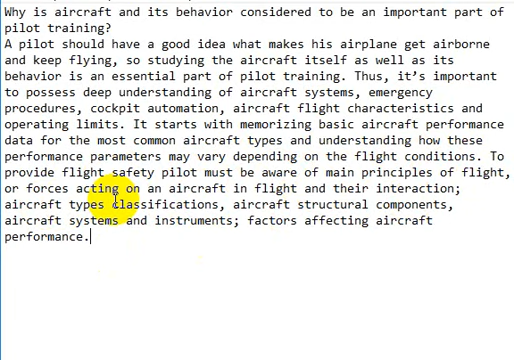 Why is aircraft and its behavior considered to be an important part of
pilot training?
A pilot should have a good idea what makes his airplane get airborne
and keep flying, so studying the aircraft itself as well as its
behavior is an essential part of pilot training. Thus, it’s important
to possess deep understanding of aircraft systems, emergency
procedures, cockpit automation, aircraft flight characteristics and
operating limits. It starts with memorizing basic aircraft performance
data for the most common aircraft types and understanding how these
performance parameters may vary depending on the flight conditions. To
provide flight safety pilot must be aware of main principles of flight,
or forces acting on an aircraft in flight and their interaction;
aircraft types classifications, aircraft structural components,
aircraft systems and instruments; factors affecting aircraft
performance.